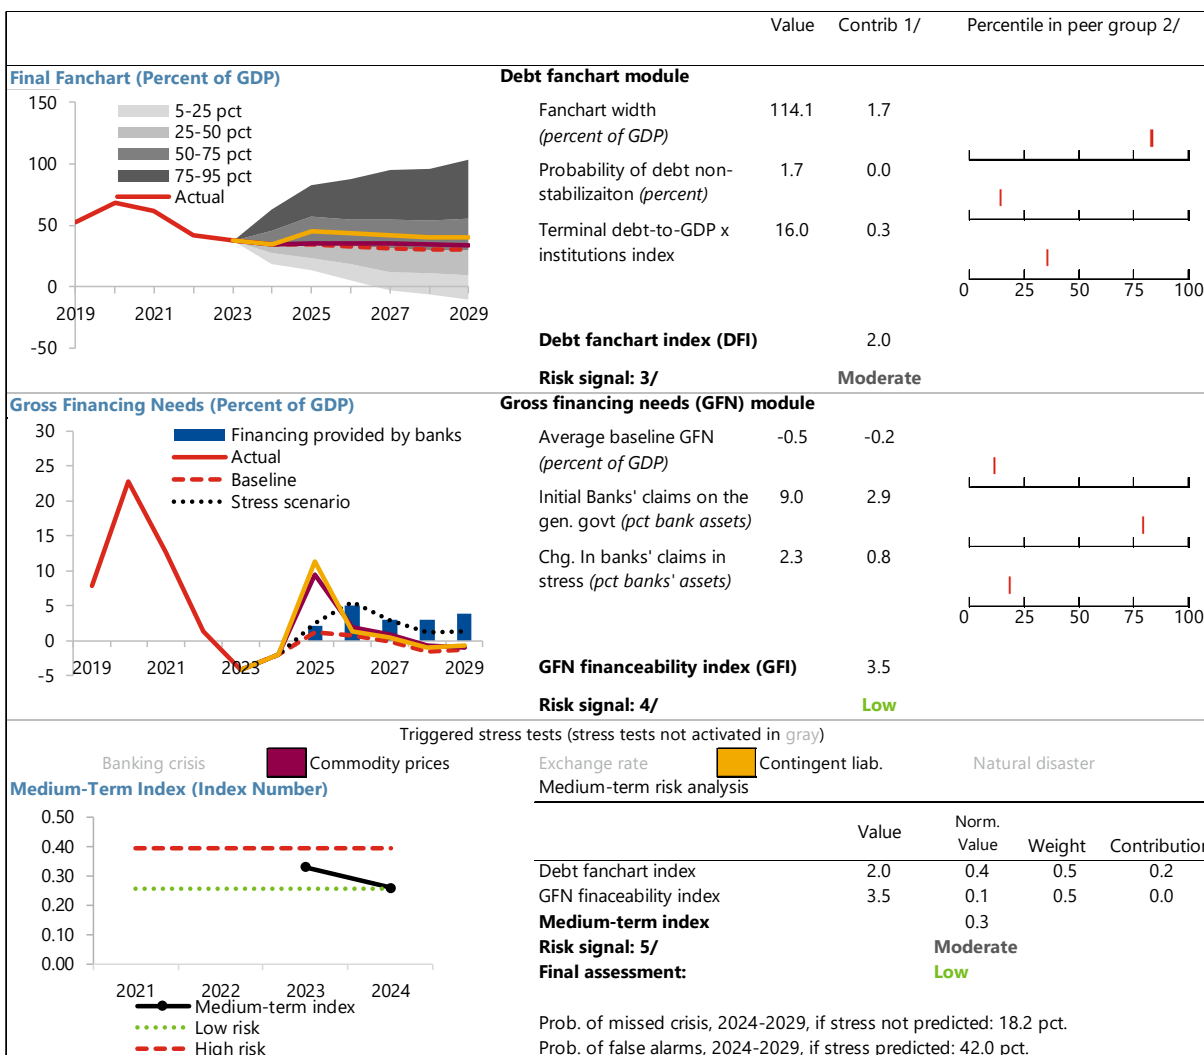 Value Contrib 1/ Percentile in peer group 2/
Final Fanchart (Percent of GDP)
150
100
50
0
-50
5-25 pct
25-50 pct
50-75 pct
75-95 pct
Actual
2019 2021 2023 2025 2027 2029
Debt fanchart module
Fanchart width 114.1 1.7
(percent of GDP)
Probability of debt non- 1.7 0.0
stabilizaiton (percent)
Terminal debt-to-GDP x 16.0 0.3
institutions index
0 25 50 75 100
Debt fanchart index (DFI) 2.0
Risk signal: 3/ Moderate
Gross Financing Needs (Percent of GDP)
30
25
20
15
10
5
0
-5
Financing provided by banks
Actual
Baseline
Stress scenario
2019 2021 2023 2025 2027 2029
Gross financing needs (GFN) module
Average baseline GFN -0.5 -0.2
(percent of GDP)
Initial Banks' claims on the 9.0 2.9
gen. govt (pct bank assets)
Chg. In banks' claims in 2.3 0.8
stress (pct banks' assets)
0 25 50 75 100
GFN financeability index (GFI) 3.5
Risk signal: 4/ Low
Triggered stress tests (stress tests not activated in gray)
Banking crisis Commodity prices Exchange rate Contingent liab. Natural disaster
Medium-Term Index (Index Number)
0.50
0.40
0.30
0.20
0.10
0.00
2021 2022 2023 2024
Medium-term index
Low risk
High risk
Medium-term risk analysis
Value Norm. Value Weight Contribution
Debt fanchart index 2.0 0.4 0.5 0.2
GFN finaceability index 3.5 0.1 0.5 0.0
Medium-term index 0.3
Risk signal: 5/ Moderate
Final assessment: Low
Prob. of missed crisis, 2024-2029, if stress not predicted: 18.2 pct.
Prob. of false alarms, 2024-2029, if stress predicted: 42.0 pct.